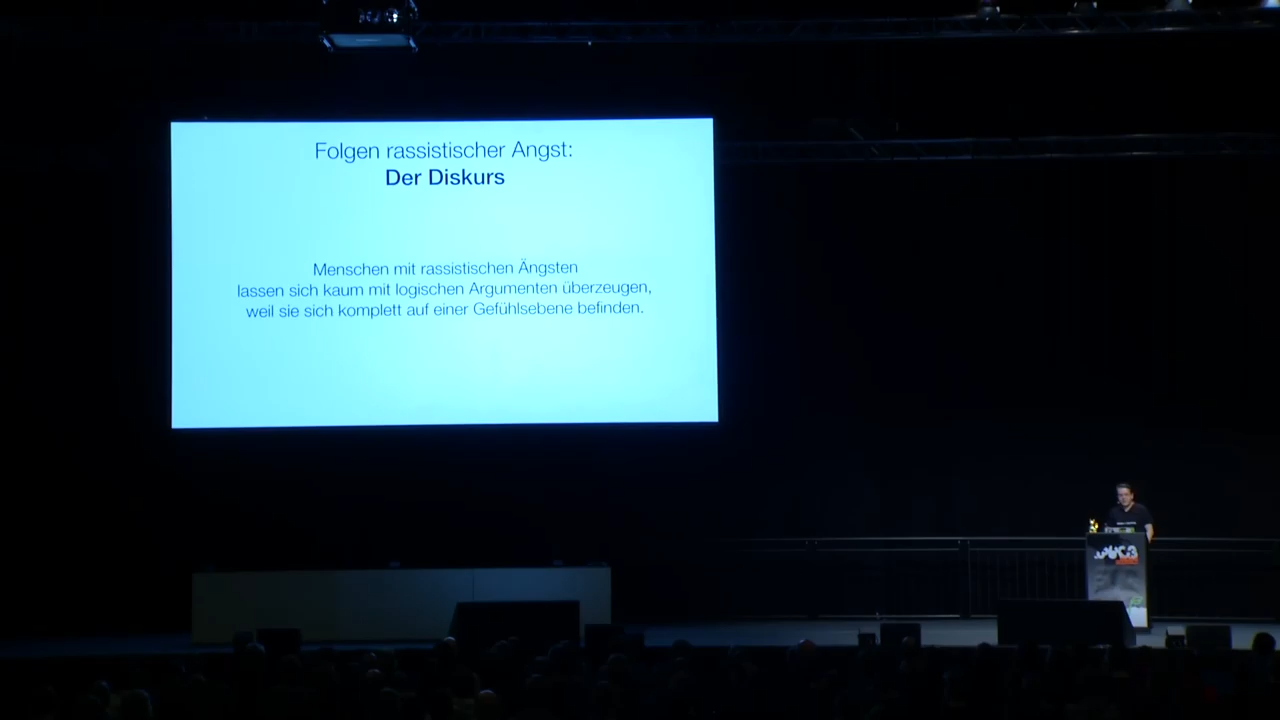 Folgen rassistischer Angst:
Der Diskurs
Menschen mit rassistischen Ängsten
lassen sich kaum mit logischen Argumenten überzeugen,
weil sie sich komplett auf einer Gefühlsebene befinden.